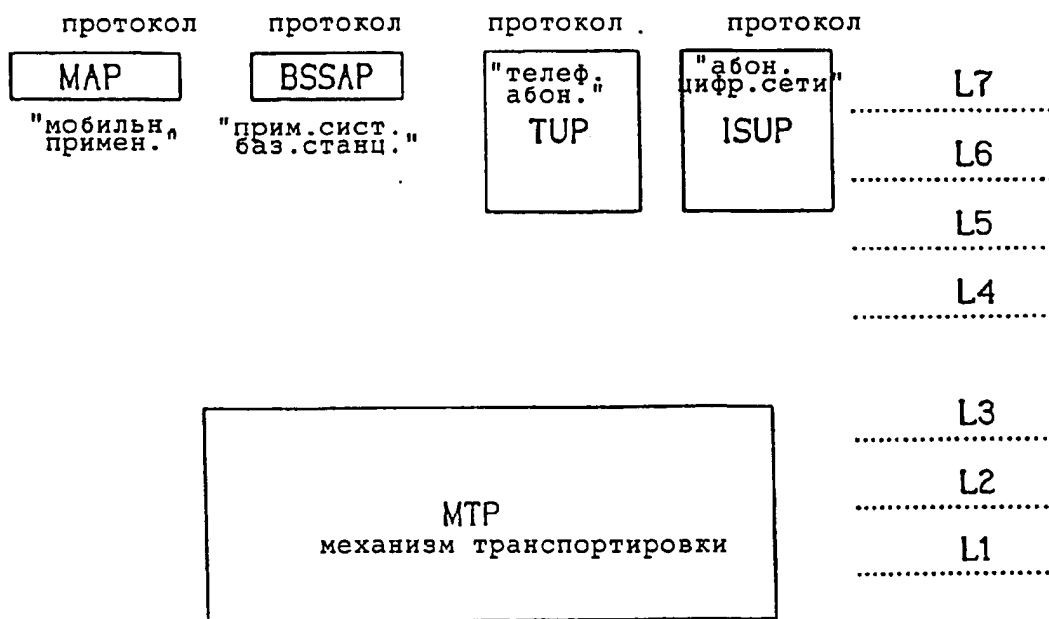 протокол протокол протокол . протокол
MAP BSSAP "телеф. "абон. L7
абон." цифр.сети"
"мобильн. "прим.сист. TUP ISUP
примен." баз.станц."
L6
L5
L4
L3
L2
MTP
механизм транспортировки L1